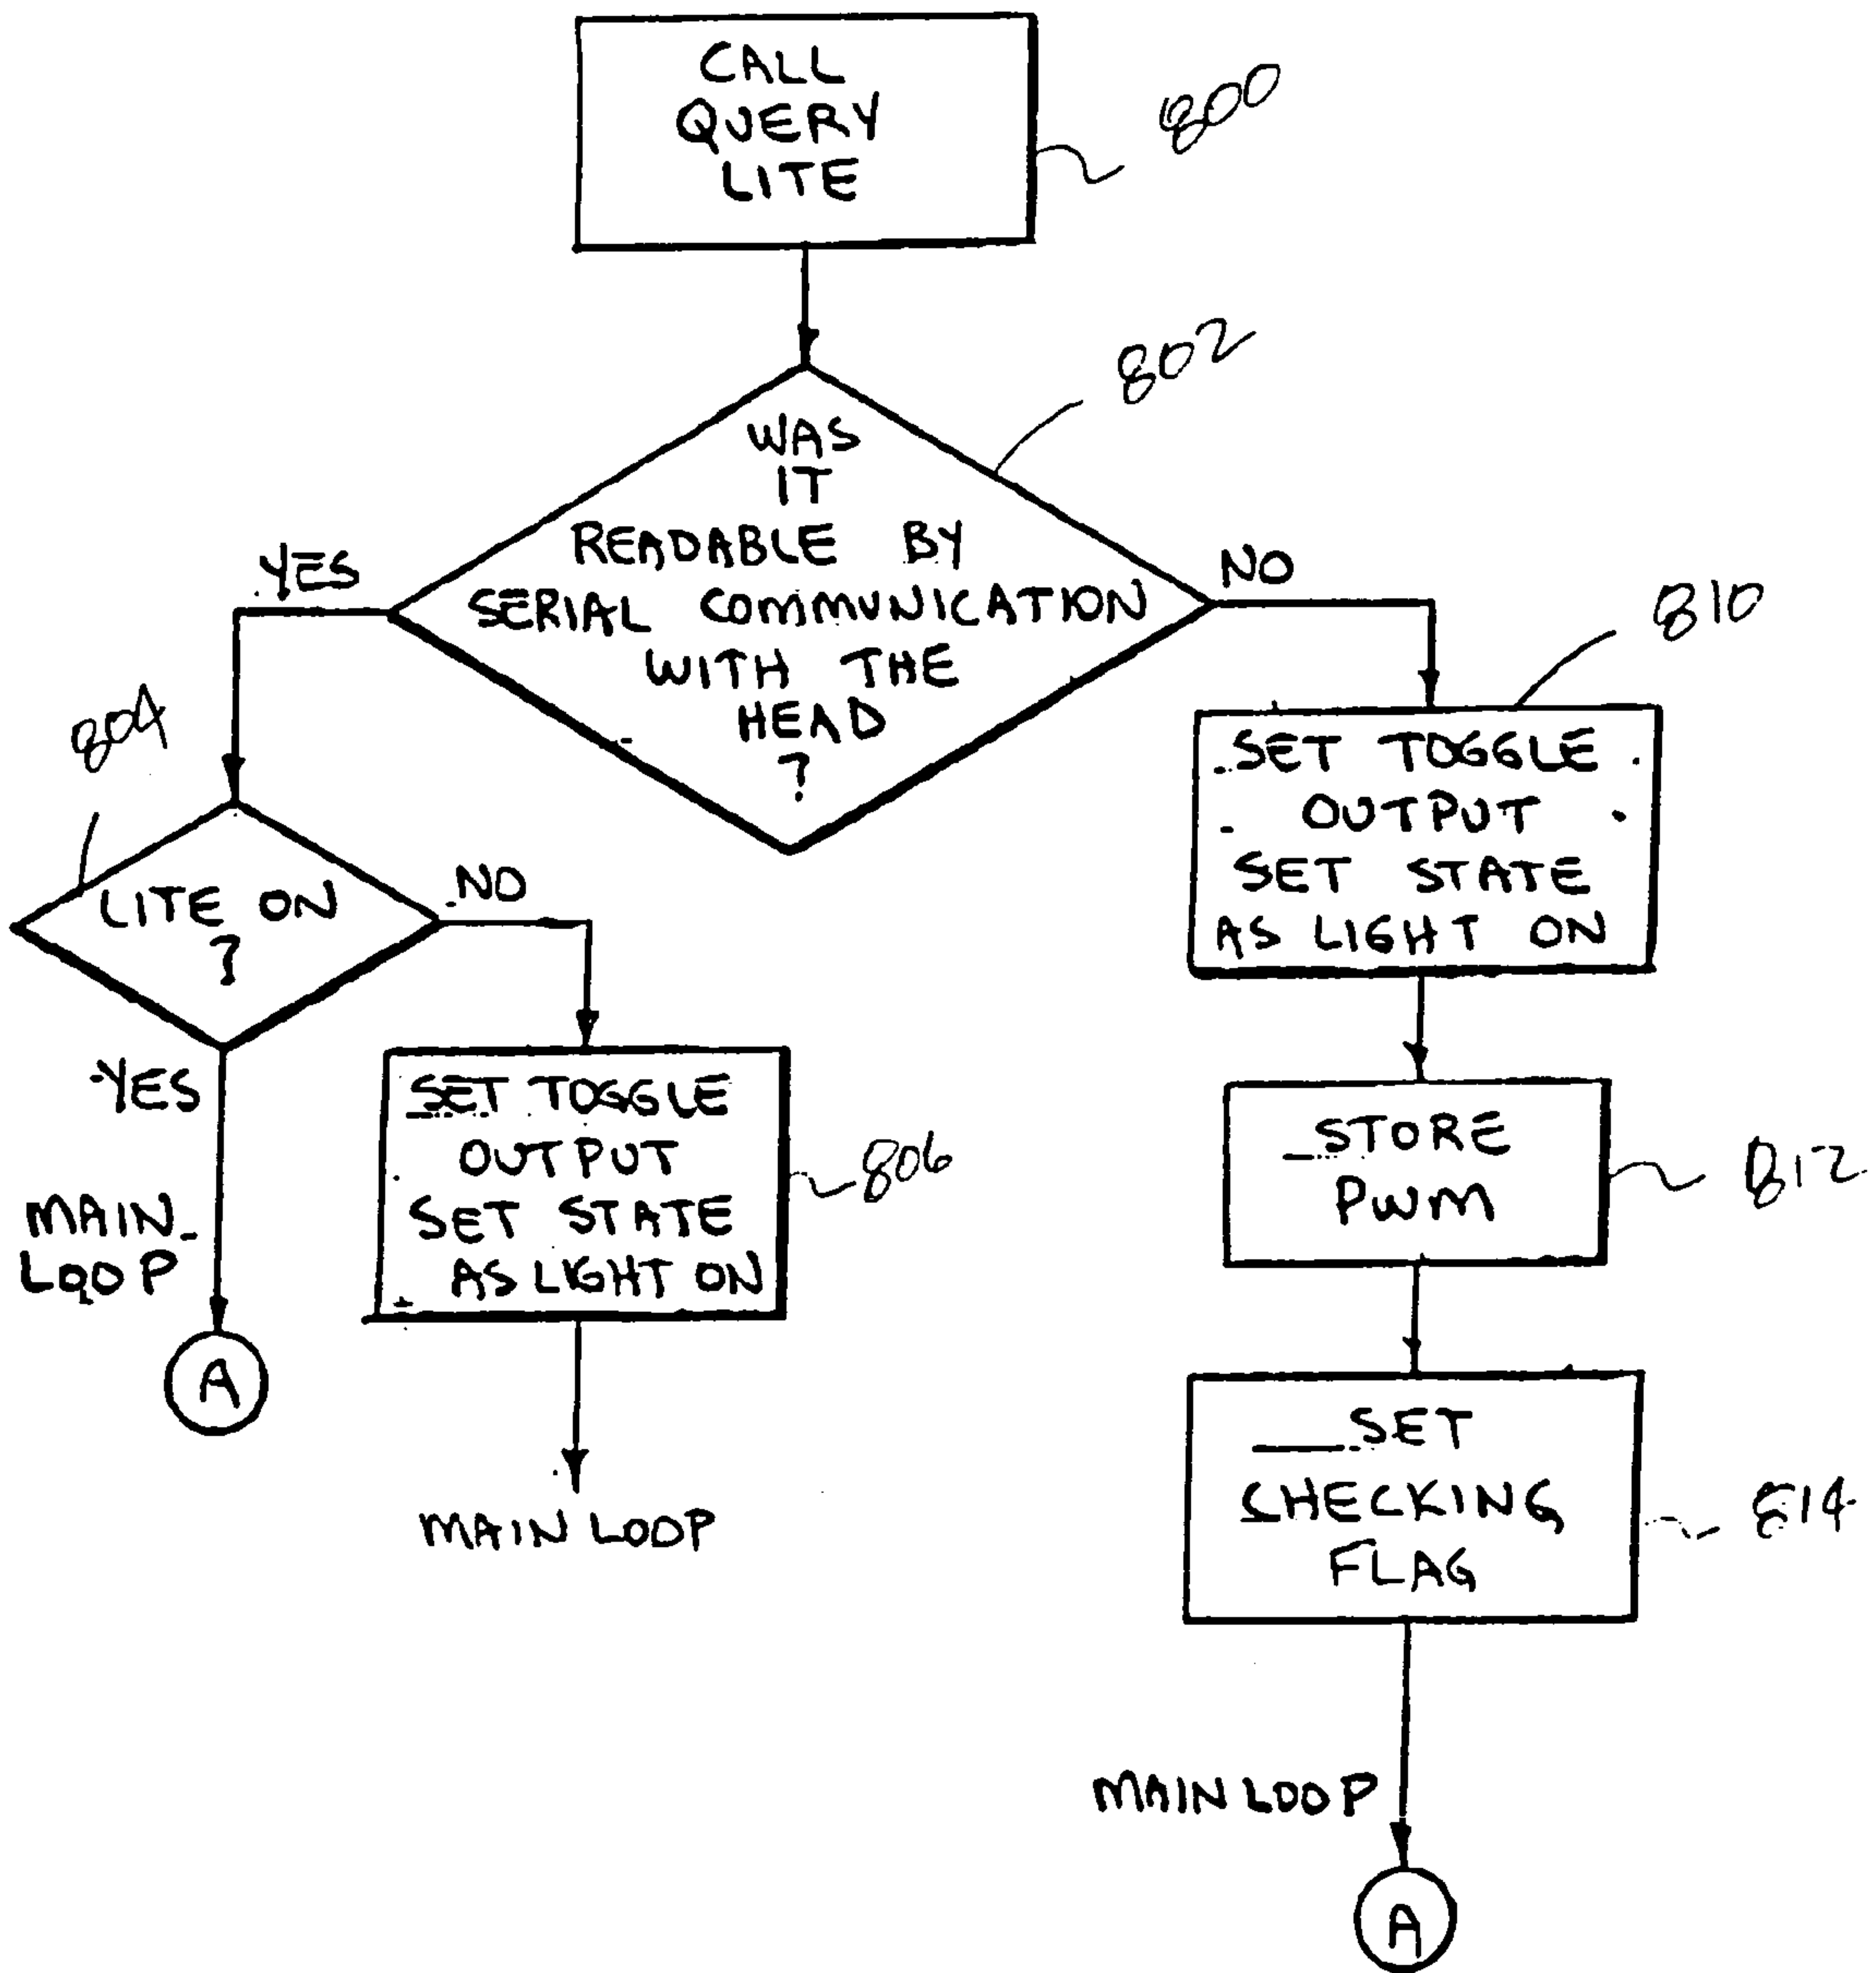 CALL
QUERY
LITE
800
WAS
IT
READABLE BY
SERIAL COMMUNICATION
WITH THE
HEAD
?
802
YES
NO
804
LITE ON
?
NO
YES
MAIN
LOOP
A
SET TOGGLE
OUTPUT
SET STATE
AS LIGHT ON
806
MAIN LOOP
810
SET TOGGLE
OUTPUT
SET STATE
AS LIGHT ON
STORE
PWM
812
SET
CHECKING
FLAG
814
MAIN LOOP
A